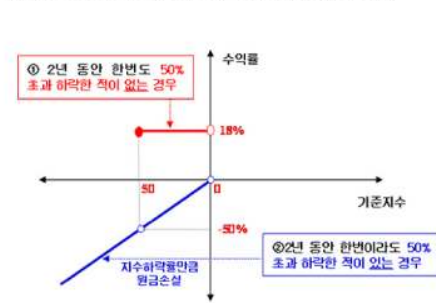 수익률
① 2년 동안 한번도 50%
초과 하락한 적이 없는 경우
18%
50
0
기준지수
-50%
②2년 동안 한번이라도 50%
초과 하락한 적이 있는 경우
지수하락률만큼
원금손실